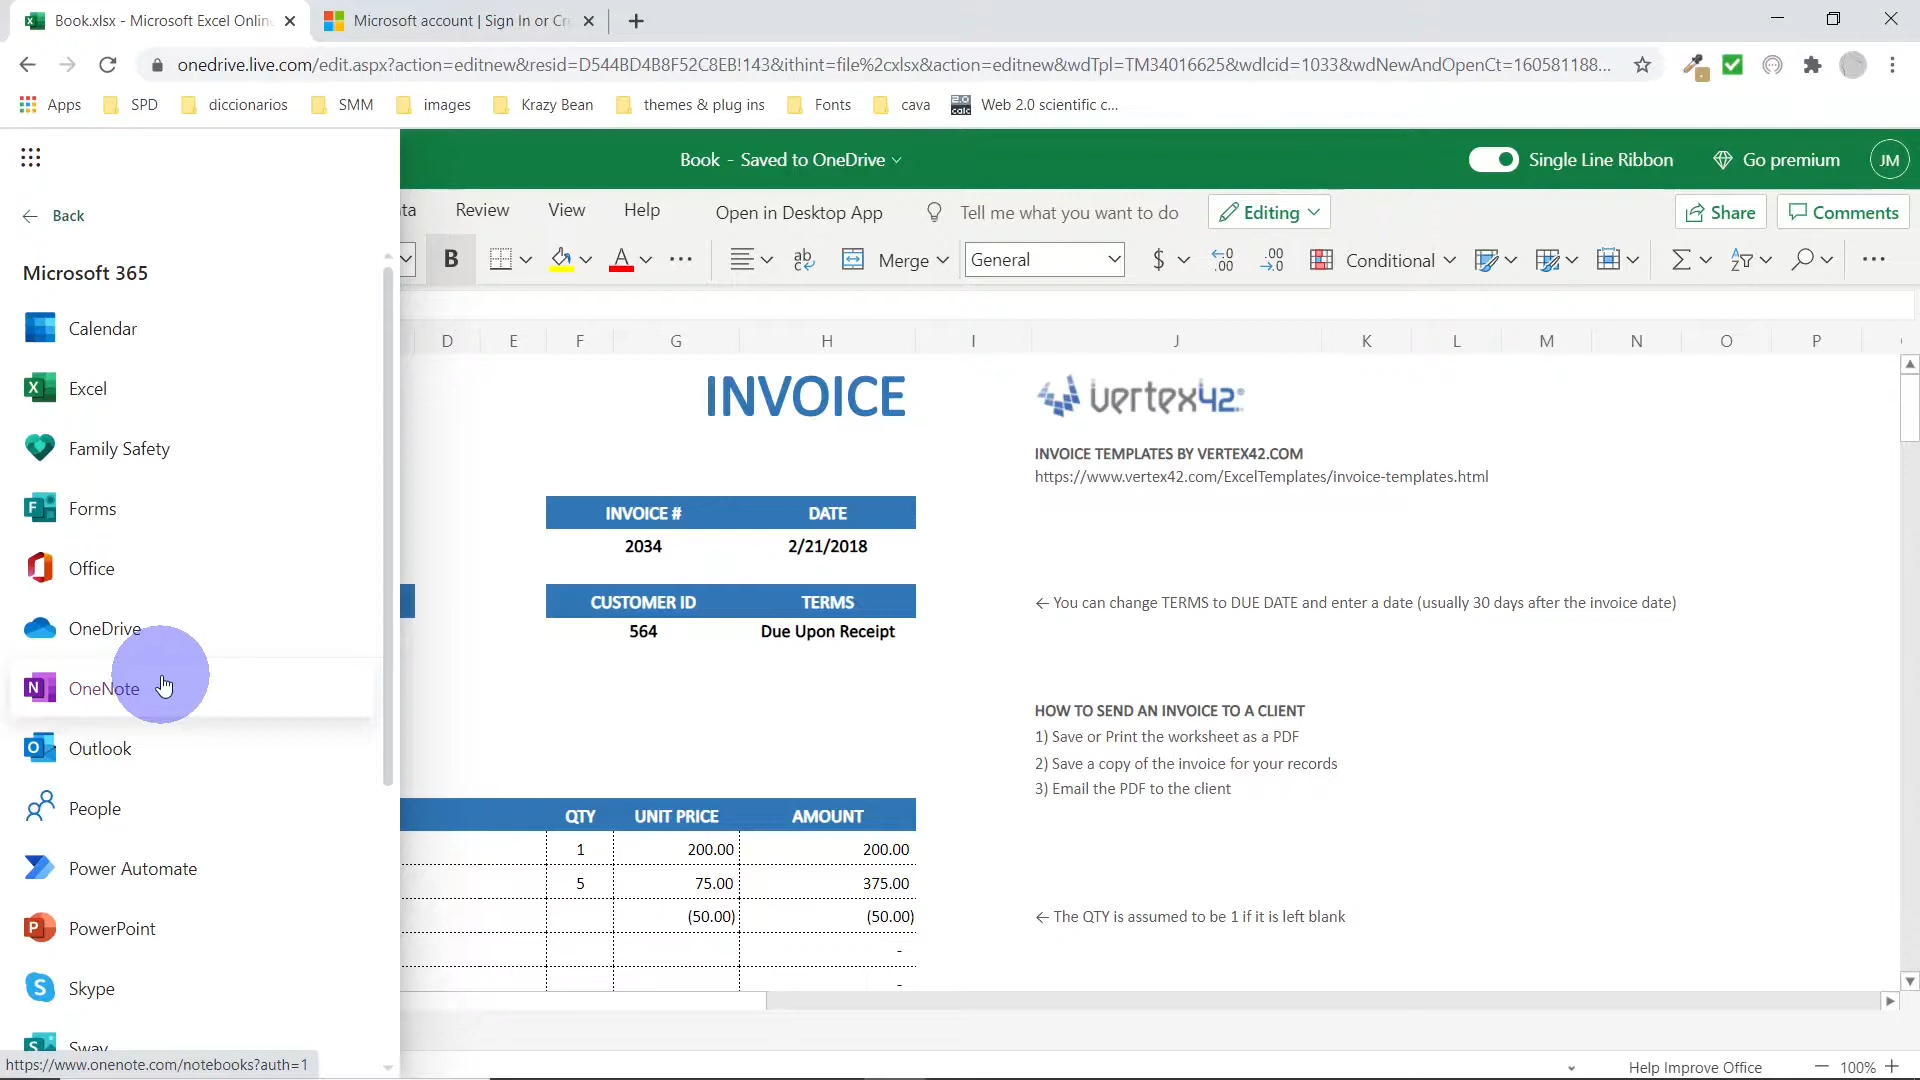 Book.xlsx - Microsoft Excel Online
Microsoft account | Sign In or Cr
onedrive.live.com/edit.aspx?action=editnew&resid=D544BD4B8F52C8EB!143&ithint=file%2cxlsx&action=editnew&wdTpl=TM34016625&wdlcid=1033&wdNewAndOpenCt=160581188...
Apps
SPD
diccionarios
SMM
images
Krazy Bean
themes & plug ins
Fonts
cava
2.0 calc
Web 2.0 scientific c...
Book - Saved to OneDrive
Single Line Ribbon
Go premium
JM
Back
ta
Review
View
Help
Open in Desktop App
Tell me what you want to do
Editing
Share
Comments
B
A
ab
Merge
General
$
.00
.00
Conditional
Microsoft 365
Calendar
Excel
Family Safety
Forms
Office
OneDrive
OneNote
Outlook
People
Power Automate
PowerPoint
Skype
Sway
https://www.onenote.com/notebooks?auth=1
D E F G H I J K L M N O P
INVOICE
vertex42
INVOICE TEMPLATES BY VERTEX42.COM
https://www.vertex42.com/ExcelTemplates/invoice-templates.html
INVOICE # DATE
2034 2/21/2018
CUSTOMER ID TERMS
564 Due Upon Receipt
← You can change TERMS to DUE DATE and enter a date (usually 30 days after the invoice date)
HOW TO SEND AN INVOICE TO A CLIENT
1) Save or Print the worksheet as a PDF
2) Save a copy of the invoice for your records
3) Email the PDF to the client
QTY UNIT PRICE AMOUNT
1 200.00 200.00
5 75.00 375.00
(50.00) (50.00)
-
-
← The QTY is assumed to be 1 if it is left blank
Help Improve Office
100%